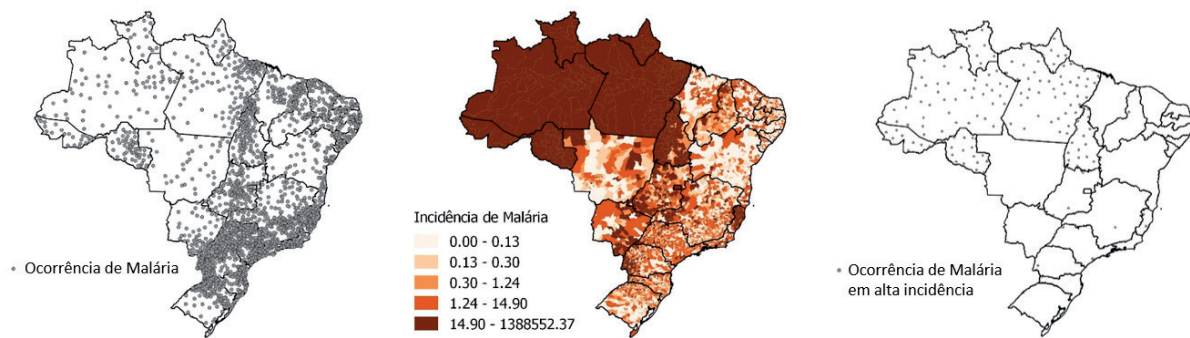 Ocorrência de Malária
Incidência de Malária
0.00 - 0.13
0.13 - 0.30
0.30 - 1.24
1.24 - 14.90
14.90 - 1388552.37
Ocorrência de Malária
em alta incidência